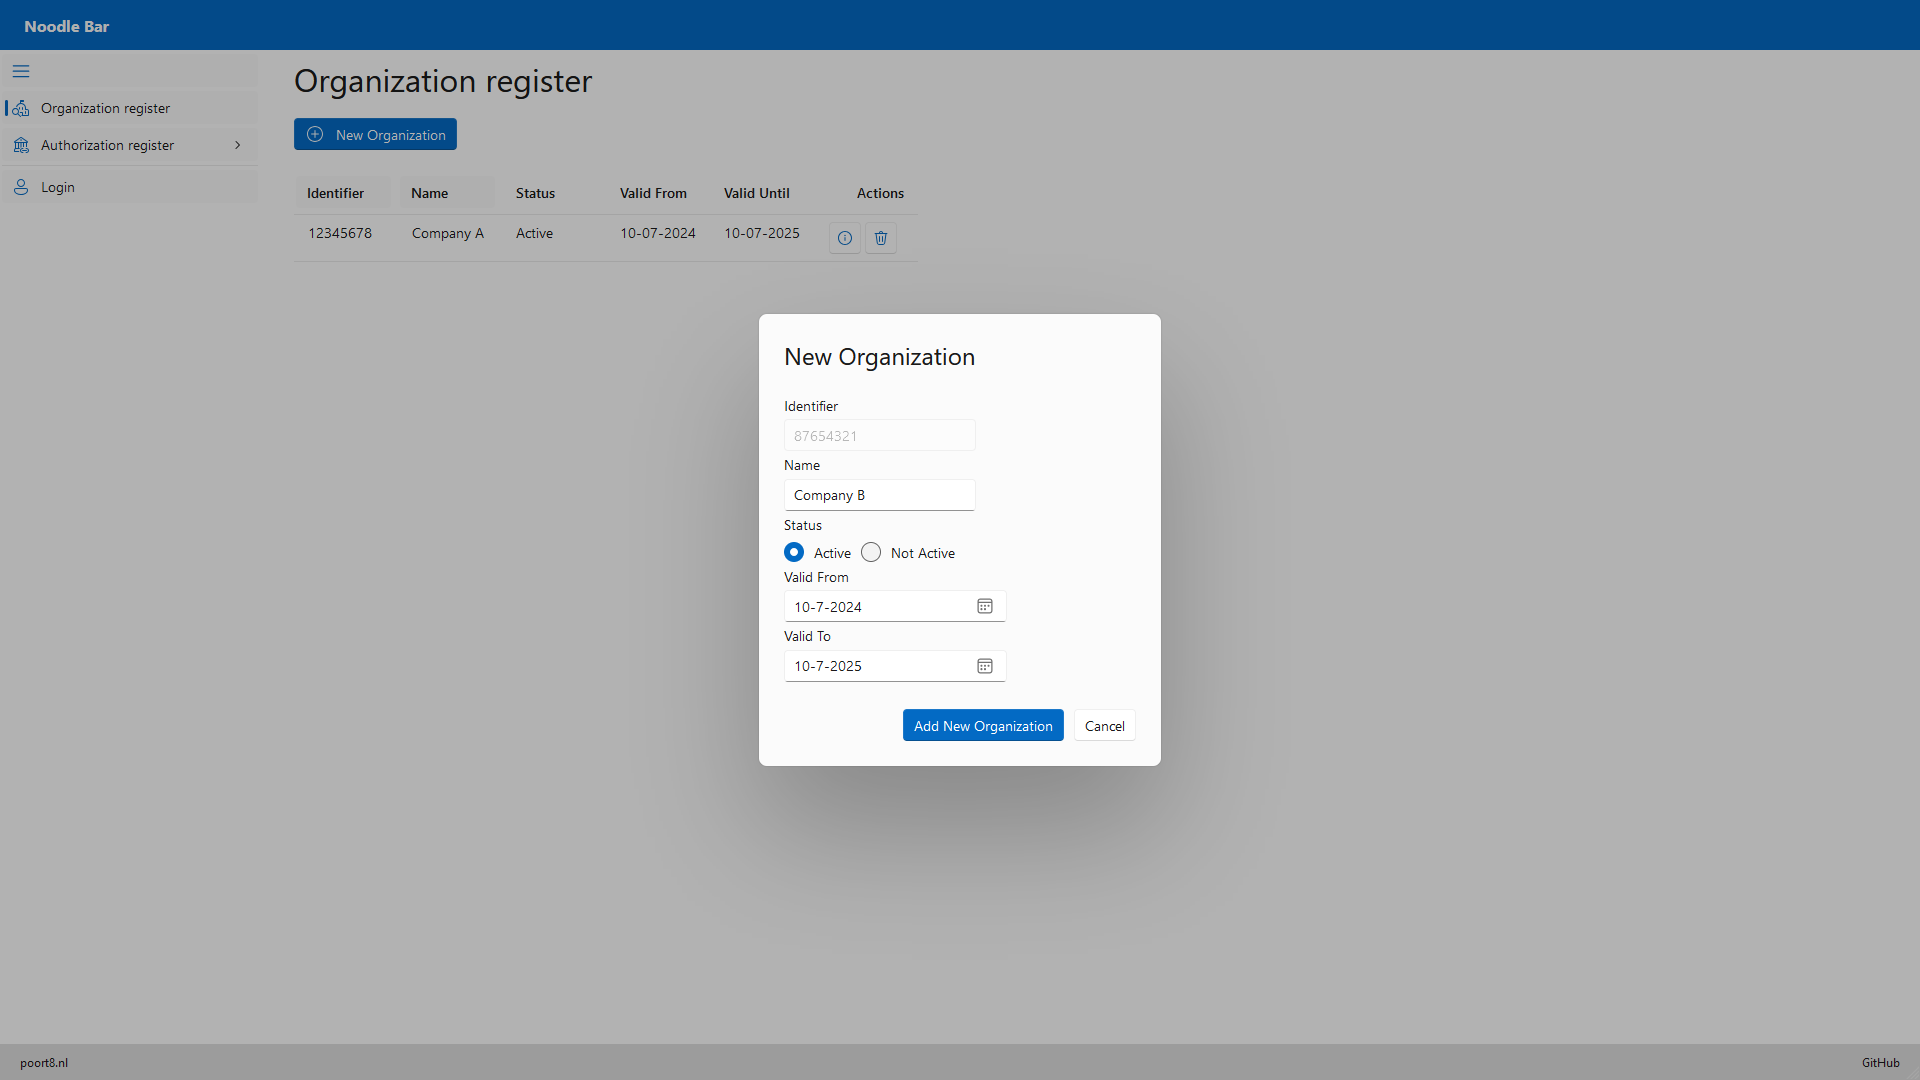 Noodle Bar
Organization register
Authorization register
Login
Organization register
New Organization
Identifier Name Status Valid From Valid Until Actions
12345678 Company A Active 10-07-2024 10-07-2025
New Organization
Identifier
87654321
Name
Company B
Status
Active Not Active
Valid From
10-7-2024
Valid To
10-7-2025
Add New Organization Cancel
poort8.nl GitHub